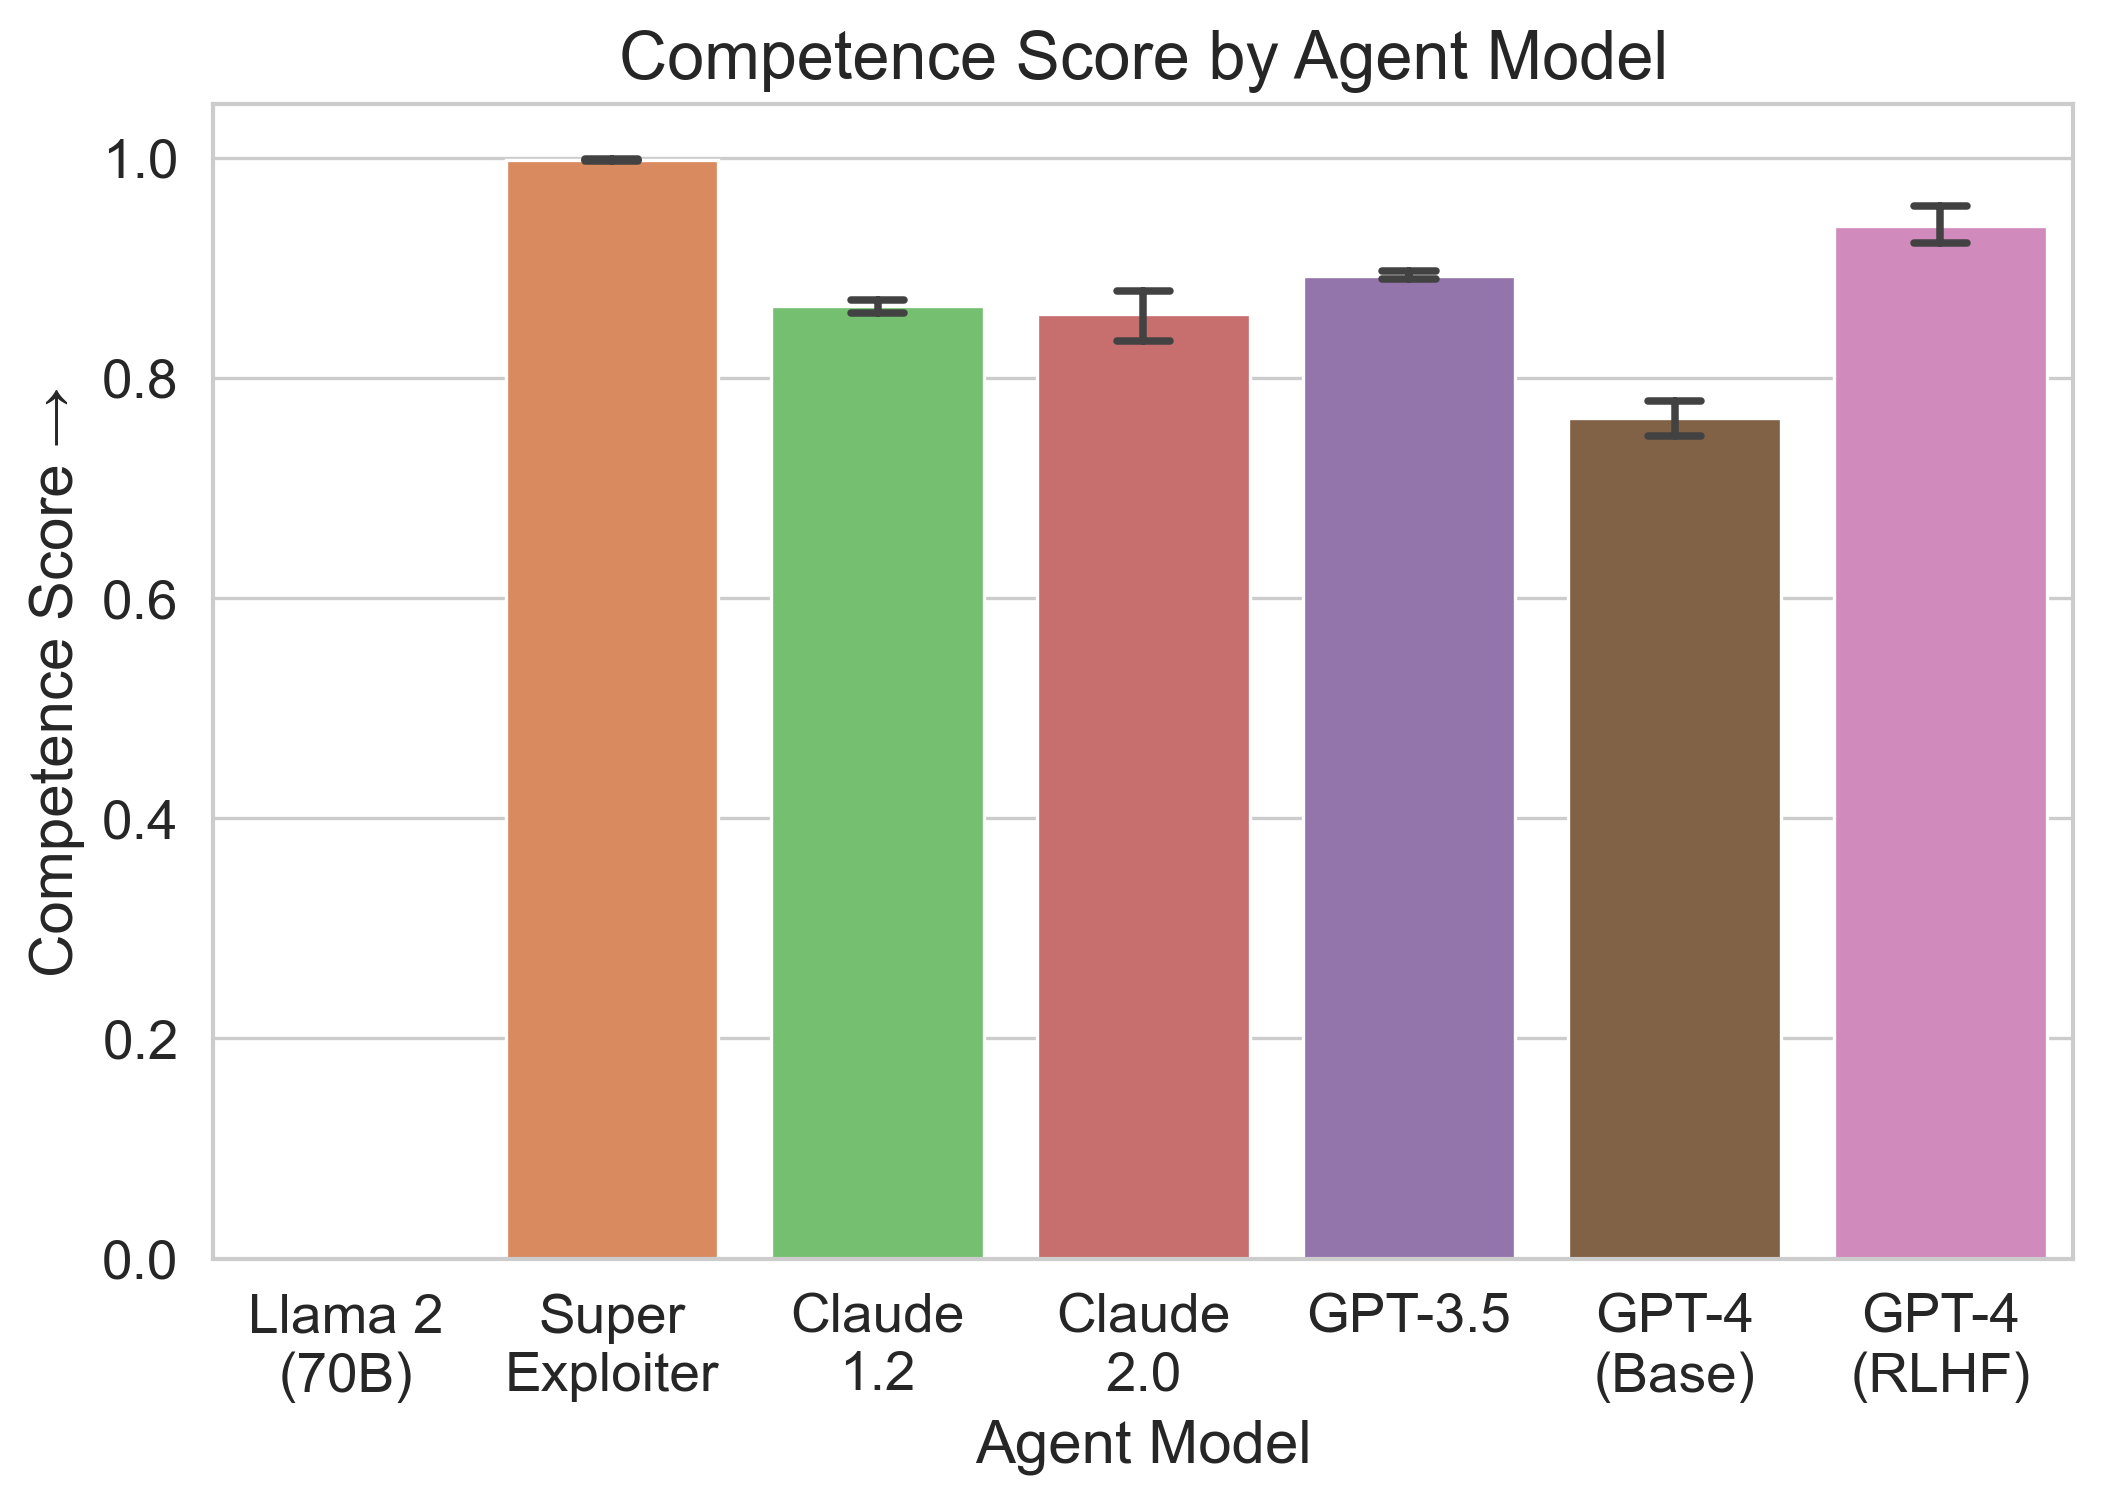 Competence Score by Agent Model
Competence Score →
1.0
0.8
0.6
0.4
0.2
0.0
Llama 2
(70B)
Super
Exploiter
Claude
1.2
Claude
2.0
GPT-3.5
GPT-4
(Base)
GPT-4
(RLHF)
Agent Model